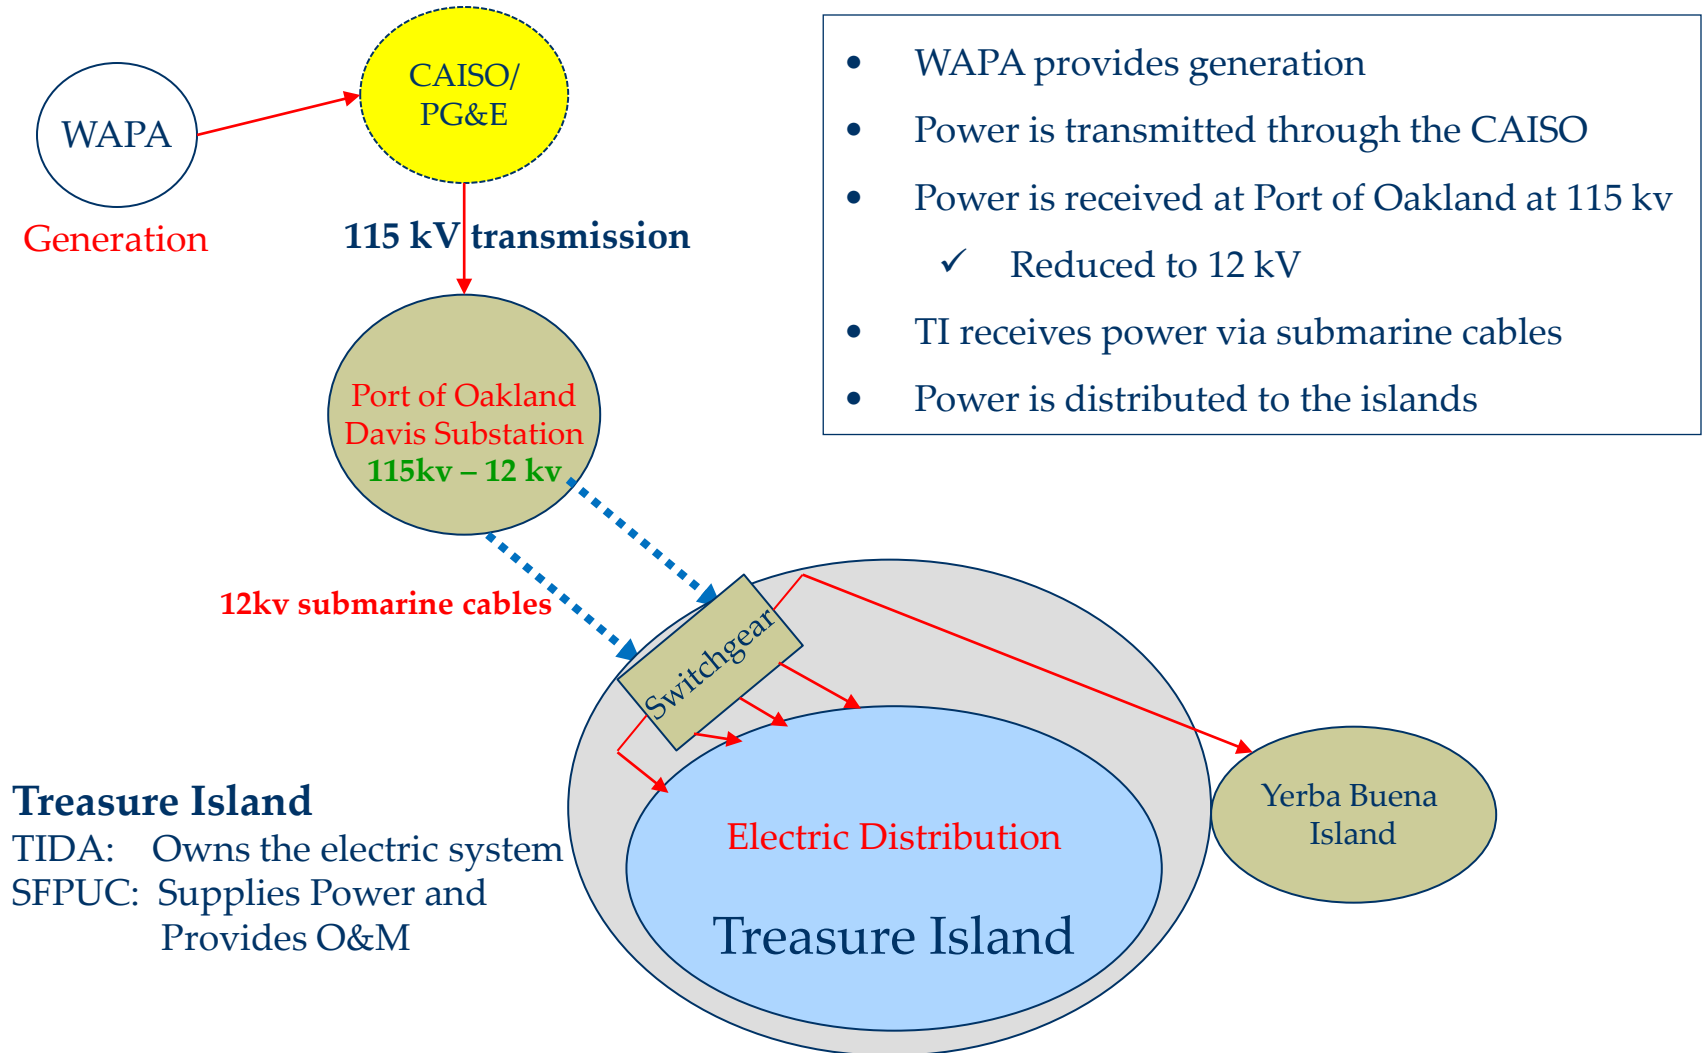 WAPA
Generation
CAISO/
PG&E
115 kV transmission
Port of Oakland
Davis Substation
115kv – 12 kv
12kv submarine cables
• WAPA provides generation
• Power is transmitted through the CAISO
• Power is received at Port of Oakland at 115 kv
✓ Reduced to 12 kV
• TI receives power via submarine cables
• Power is distributed to the islands
Switchgear
Electric Distribution
Treasure Island
Yerba Buena
Island
Treasure Island
TIDA: Owns the electric system
SFPUC: Supplies Power and
Provides O&M